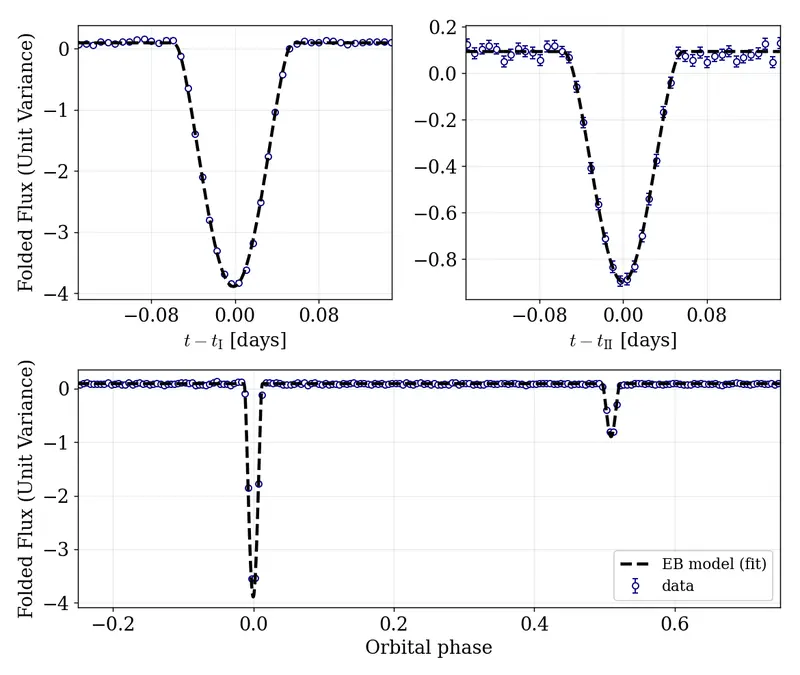 Folded Flux (Unit Variance)
0
−1
−2
−3
−4
−0.08 0.00 0.08
t − tI [days]
0.2
0.0
−0.2
−0.4
−0.6
−0.8
−0.08 0.00 0.08
t − tII [days]
Folded Flux (Unit Variance)
0
−1
−2
−3
−4
EB model (fit)
data
−0.2 0.0 0.2 0.4 0.6
Orbital phase